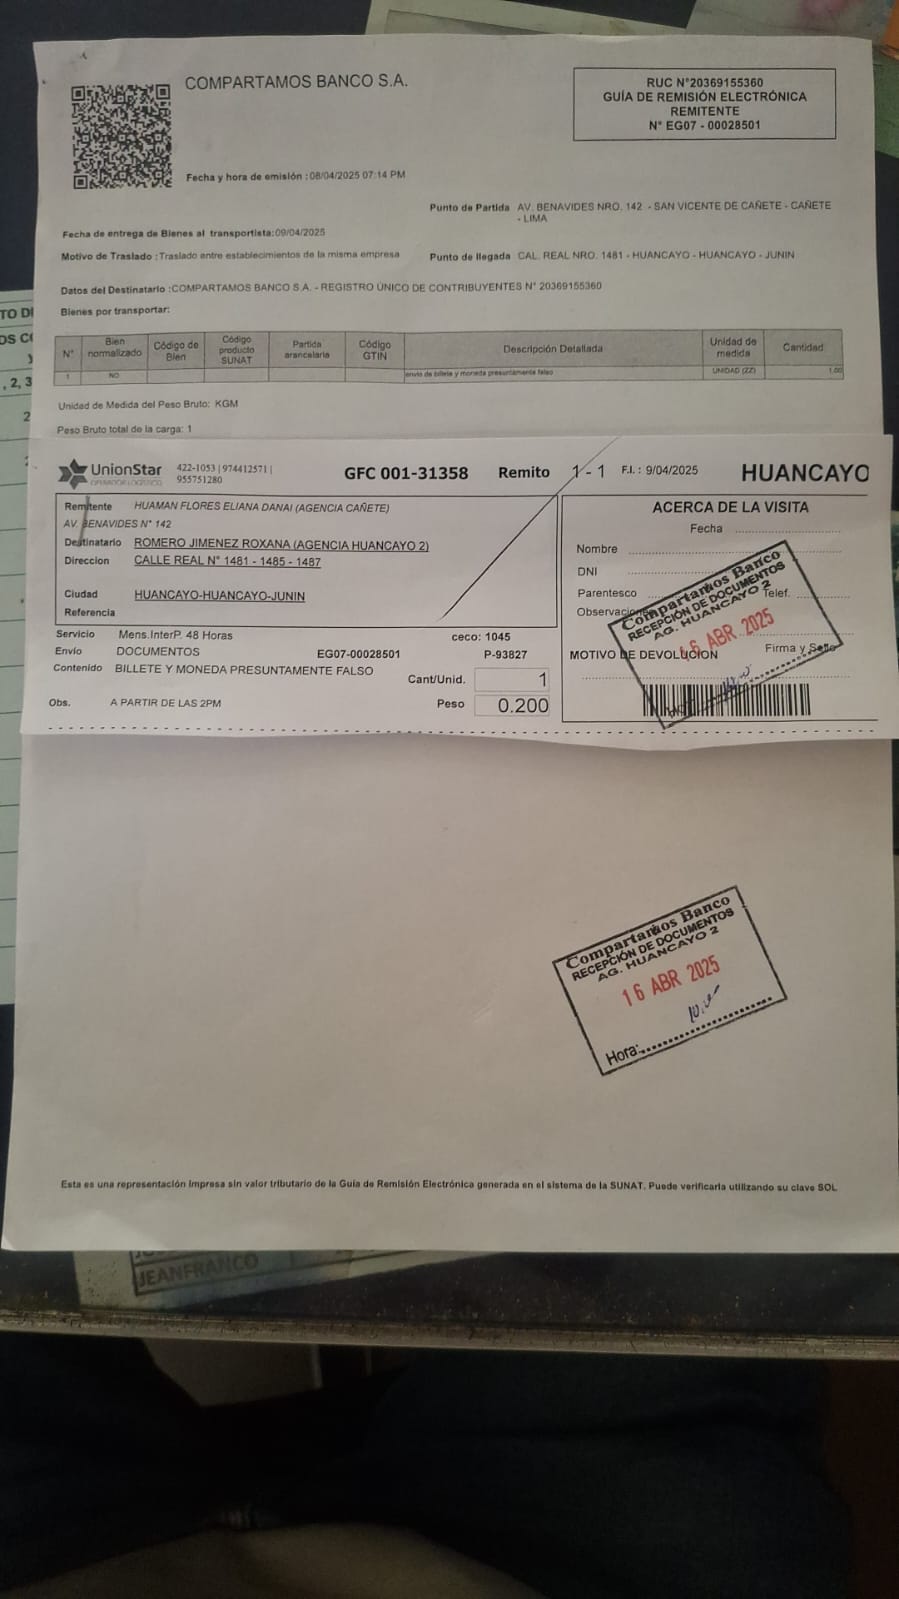 COMPARTAMOS BANCO S.A.
RUC N°20369155360
GUÍA DE REMISIÓN ELECTRÓNICA
REMITENTE
N° EG07 - 00028501
Fecha y hora de emisión : 08/04/2025 07:14 PM
Punto de Partida AV. BENAVIDES NRO. 142 - SAN VICENTE DE CAÑETE - CAÑETE
- LIMA
Fecha de entrega de Bienes al transportista:09/04/2025
Motivo de Traslado : Traslado entre establecimientos de la misma empresa
Punto de llegada CAL. REAL NRO. 1481 - HUANCAYO - HUANCAYO - JUNIN
Datos del Destinatario :COMPARTAMOS BANCO S.A. - REGISTRO ÚNICO DE CONTRIBUYENTES N° 20369155360
Bienes por transportar:
N° Bien normalizado Código de Bien Código producto SUNAT Partida arancelaria Código GTIN Descripción Detallada Unidad de medida Cantidad
1 NO envio de billete y moneda presuntamente falso UNIDAD (ZZ) 1.00
Unidad de Medida del Peso Bruto: KGM
Peso Bruto total de la carga: 1
UnionStar
OPERADOR LOGÍSTICO
422-1053 | 974412571 |
955751280
GFC 001-31358 Remito 1 - 1 F.I. : 9/04/2025 HUANCAYO
Remitente HUAMAN FLORES ELIANA DANAI (AGENCIA CAÑETE)
AV. BENAVIDES N° 142
Destinatario ROMERO JIMENEZ ROXANA (AGENCIA HUANCAYO 2)
Direccion CALLE REAL N° 1481 - 1485 - 1487
Ciudad HUANCAYO-HUANCAYO-JUNIN
Referencia
Servicio Mens.InterP. 48 Horas ceco: 1045
Envío DOCUMENTOS EG07-00028501 P-93827
Contenido BILLETE Y MONEDA PRESUNTAMENTE FALSO
Cant/Unid. 1
Obs. A PARTIR DE LAS 2PM
Peso 0.200
ACERCA DE LA VISITA
Fecha
Nombre
DNI
Parentesco Telef.
Observaciones
MOTIVO DE DEVOLUCION Firma y Sello
Compartamos Banco
RECEPCIÓN DE DOCUMENTOS
AG. HUANCAYO 2
16 ABR 2025
Compartamos Banco
RECEPCIÓN DE DOCUMENTOS
AG. HUANCAYO 2
16 ABR 2025
Hora:
Esta es una representación impresa sin valor tributario de la Guía de Remisión Electrónica generada en el sistema de la SUNAT. Puede verificarla utilizando su clave SOL
JEANFRANCO